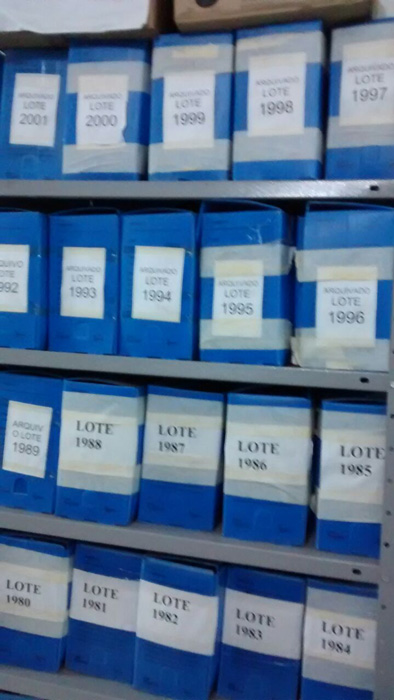 ARQUIVADO
LOTE
2001
ARQUIVADO
LOTE
2000
ARQUIVADO
LOTE
1999
ARQUIVADO
LOTE
1998
ARQUIVADO
LOTE
1997
QUIVO
OTE
992
ARQUIVADO
LOTE
1993
ARQUIVADO
LOTE
1994
ARQUIVADO
LOTE
1995
ARQUIVADO
LOTE
1996
ARQUIV
O LOTE
1989
LOTE
1988
LOTE
1987
LOTE
1986
LOTE
1985
LOTE
1980
LOTE
1981
LOTE
1982
LOTE
1983
LOTE
1984